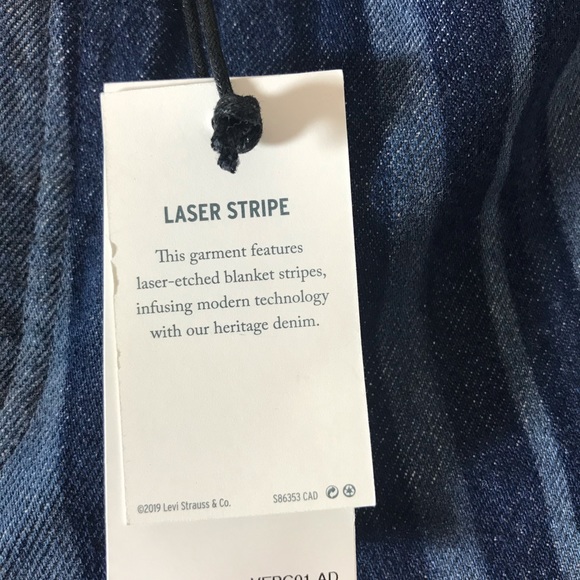 LASER STRIPE
This garment features
laser-etched blanket stripes,
infusing modern technology
with our heritage denim.
©2019 Levi Strauss & Co.
S86353 CAD